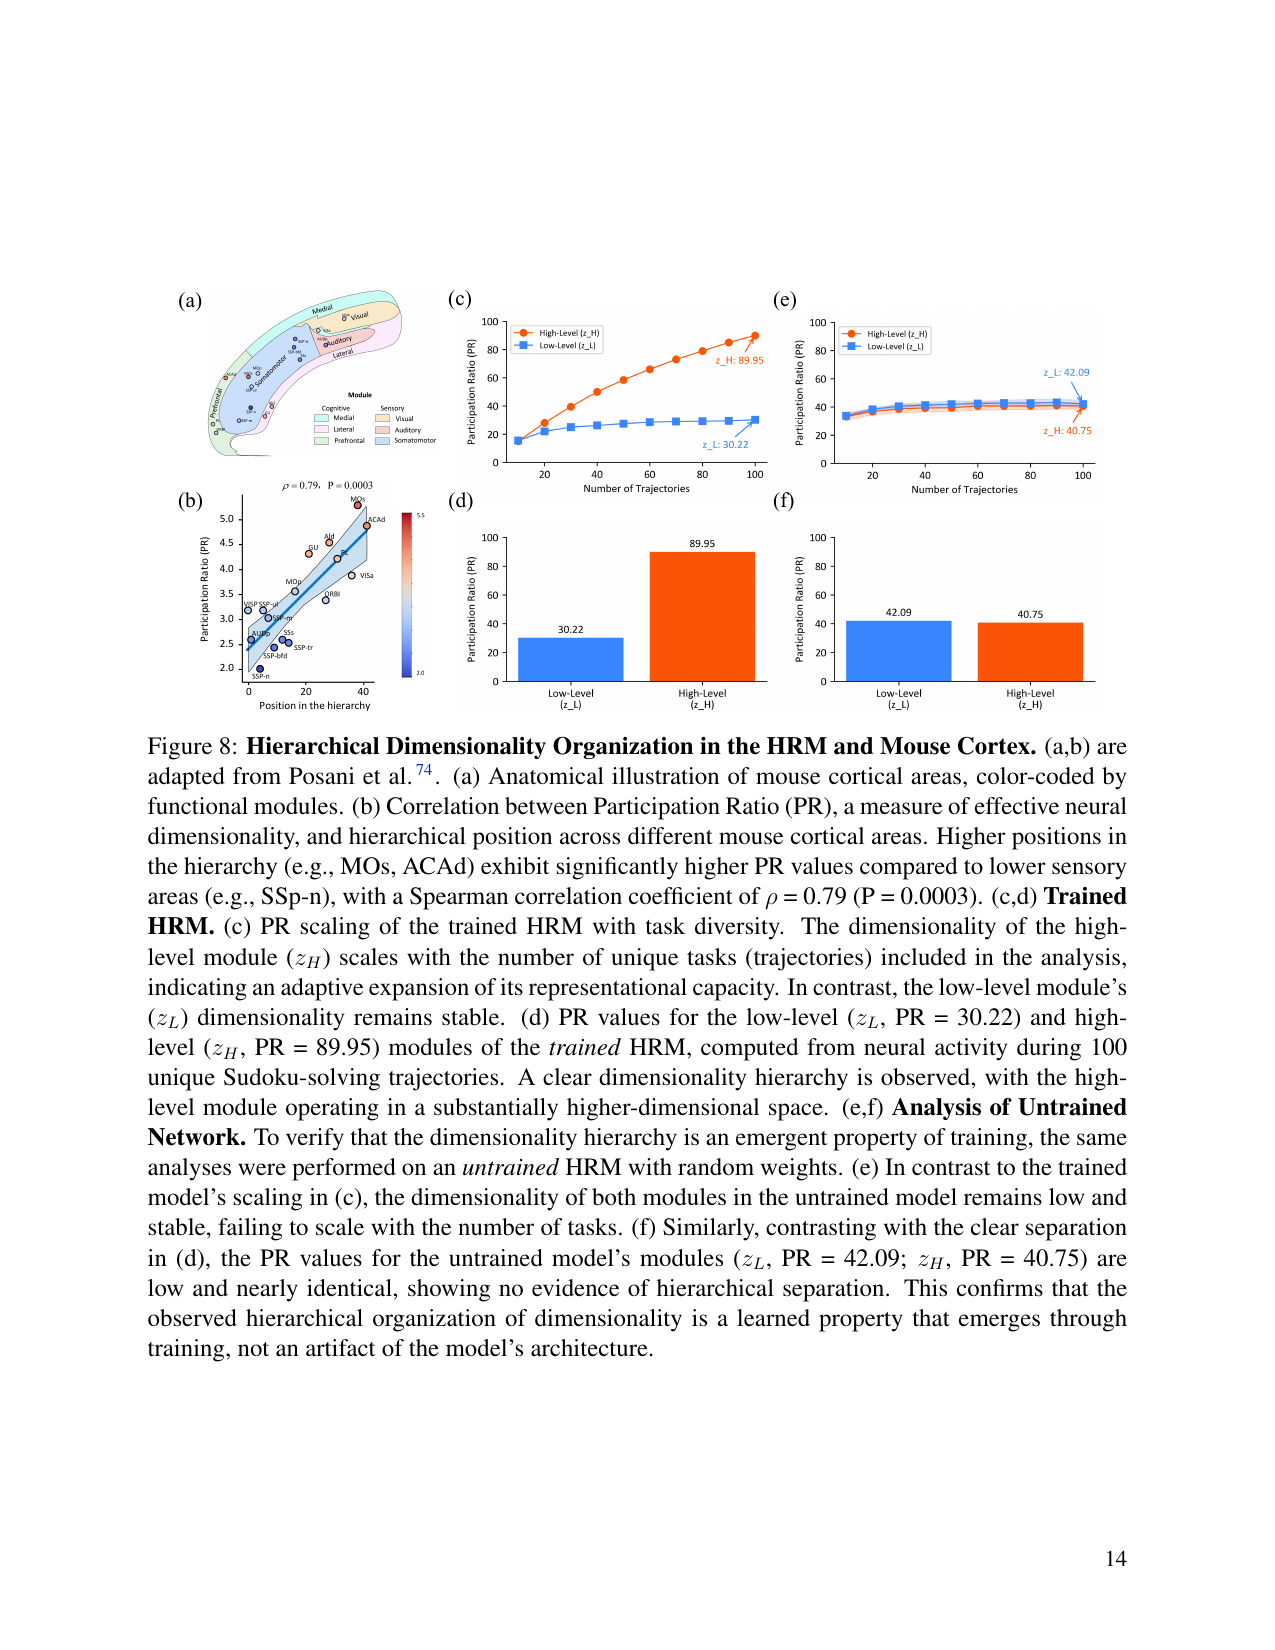 (a)
Medial
Visual
Auditory
Lateral
Somatomotor
Prefrontal
Module
Cognitive Sensory
Medial Visual
Lateral Auditory
Prefrontal Somatomotor
(b)
ρ = 0.79, P = 0.0003
Participation Ratio (PR)
5.0
4.5
4.0
3.5
3.0
2.5
2.0
MOs
ACAd
AId
GU
VISa
MOp
ORBl
SSP-m
AUDp
SSs
SSP-tr
SSP-bfd
SSP-n
0 20 40
Position in the hierarchy
5.5
2.0
(c)
Participation Ratio (PR)
100
80
60
40
20
0
High-Level (z_H)
Low-Level (z_L)
z_H: 89.95
z_L: 30.22
20 40 60 80 100
Number of Trajectories
(d)
Participation Ratio (PR)
100
80
60
40
20
0
30.22
89.95
Low-Level
(z_L)
High-Level
(z_H)
(e)
Participation Ratio (PR)
100
80
60
40
20
0
High-Level (z_H)
Low-Level (z_L)
z_L: 42.09
z_H: 40.75
20 40 60 80 100
Number of Trajectories
(f)
Participation Ratio (PR)
100
80
60
40
20
0
42.09
40.75
Low-Level
(z_L)
High-Level
(z_H)
Figure 8: Hierarchical Dimensionality Organization in the HRM and Mouse Cortex. (a,b) are
adapted from Posani et al.74. (a) Anatomical illustration of mouse cortical areas, color-coded by
functional modules. (b) Correlation between Participation Ratio (PR), a measure of effective neural
dimensionality, and hierarchical position across different mouse cortical areas. Higher positions in
the hierarchy (e.g., MOs, ACAd) exhibit significantly higher PR values compared to lower sensory
areas (e.g., SSp-n), with a Spearman correlation coefficient of ρ = 0.79 (P = 0.0003). (c,d) Trained
HRM. (c) PR scaling of the trained HRM with task diversity. The dimensionality of the high-
level module (zH) scales with the number of unique tasks (trajectories) included in the analysis,
indicating an adaptive expansion of its representational capacity. In contrast, the low-level module's
(zL) dimensionality remains stable. (d) PR values for the low-level (zL, PR = 30.22) and high-
level (zH, PR = 89.95) modules of the trained HRM, computed from neural activity during 100
unique Sudoku-solving trajectories. A clear dimensionality hierarchy is observed, with the high-
level module operating in a substantially higher-dimensional space. (e,f) Analysis of Untrained
Network. To verify that the dimensionality hierarchy is an emergent property of training, the same
analyses were performed on an untrained HRM with random weights. (e) In contrast to the trained
model's scaling in (c), the dimensionality of both modules in the untrained model remains low and
stable, failing to scale with the number of tasks. (f) Similarly, contrasting with the clear separation
in (d), the PR values for the untrained model's modules (zL, PR = 42.09; zH, PR = 40.75) are
low and nearly identical, showing no evidence of hierarchical separation. This confirms that the
observed hierarchical organization of dimensionality is a learned property that emerges through
training, not an artifact of the model's architecture.
14